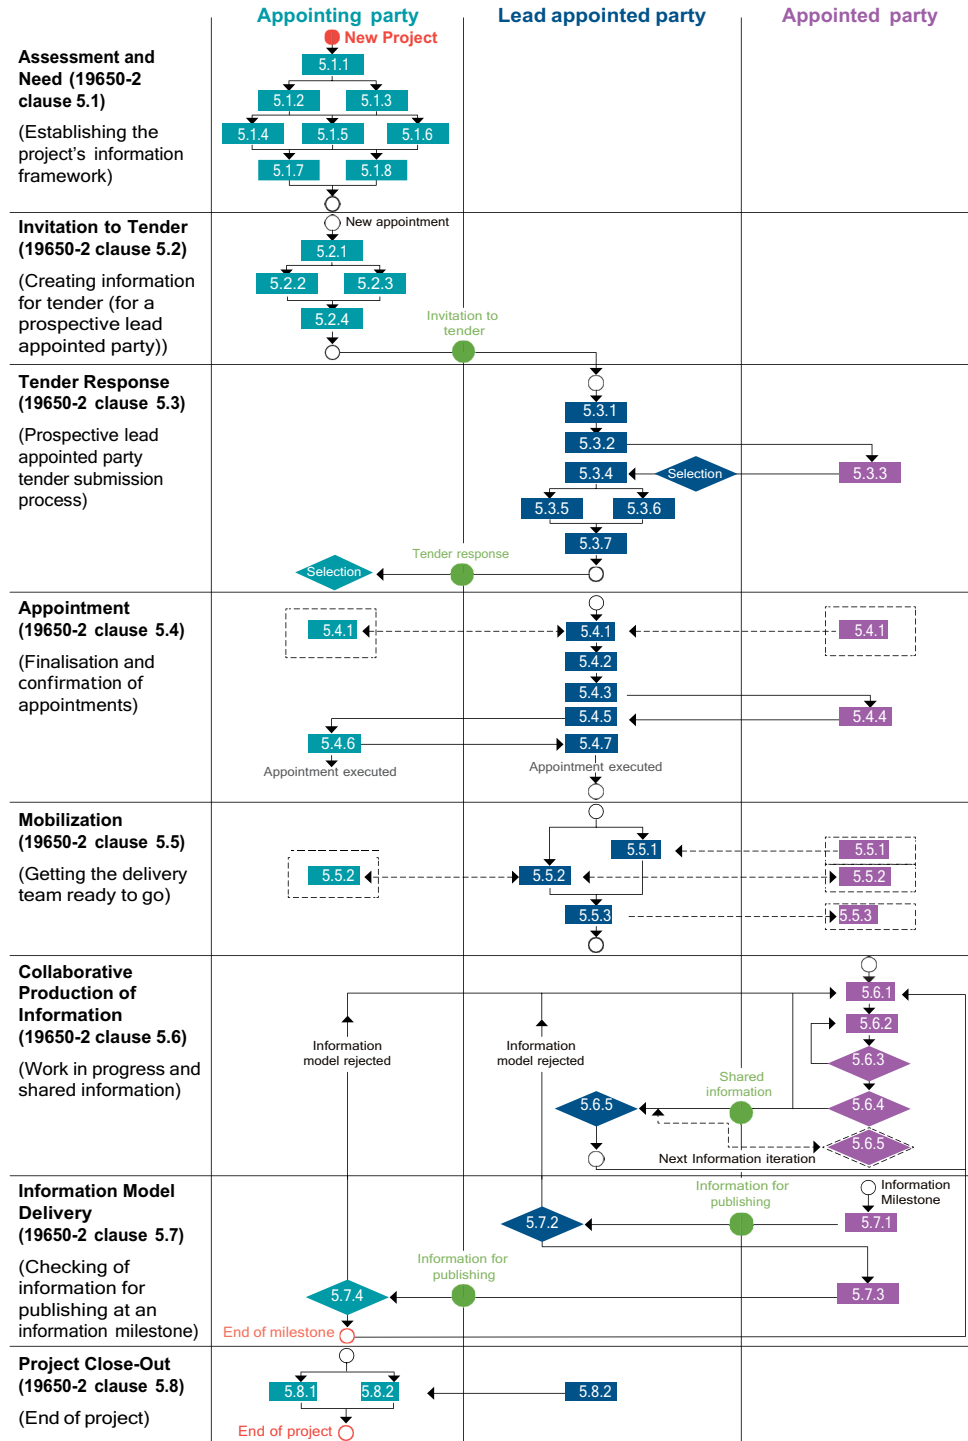 Appointing party
Lead appointed party
Appointed party
Assessment and
Need (19650-2
clause 5.1)
(Establishing the
project's information
framework)
New Project
5.1.1
5.1.2
5.1.3
5.1.4
5.1.5
5.1.6
5.1.7
5.1.8
Invitation to Tender
(19650-2 clause 5.2)
(Creating information
for tender (for a
prospective lead
appointed party))
New appointment
5.2.1
5.2.2
5.2.3
5.2.4
Invitation to
tender
Tender Response
(19650-2 clause 5.3)
(Prospective lead
appointed party
tender submission
process)
5.3.1
5.3.2
5.3.4
Selection
5.3.3
5.3.5
5.3.6
5.3.7
Tender response
Selection
Appointment
(19650-2 clause 5.4)
(Finalisation and
confirmation of
appointments)
5.4.1
5.4.1
5.4.1
5.4.2
5.4.3
5.4.5
5.4.4
5.4.6
5.4.7
Appointment executed
Appointment executed
Mobilization
(19650-2 clause 5.5)
(Getting the delivery
team ready to go)
5.5.1
5.5.1
5.5.2
5.5.2
5.5.2
5.5.3
5.5.3
Collaborative
Production of
Information
(19650-2 clause 5.6)
(Work in progress and
shared information)
5.6.1
5.6.2
Information
model rejected
Information
model rejected
5.6.3
Shared
information
5.6.5
5.6.4
5.6.5
Next Information iteration
Information Model
Delivery
(19650-2 clause 5.7)
(Checking of
information for
publishing at an
information milestone)
Information for
publishing
Information
Milestone
5.7.2
5.7.1
Information for
publishing
5.7.4
5.7.3
End of milestone
Project Close-Out
(19650-2 clause 5.8)
(End of project)
5.8.1
5.8.2
5.8.2
End of project